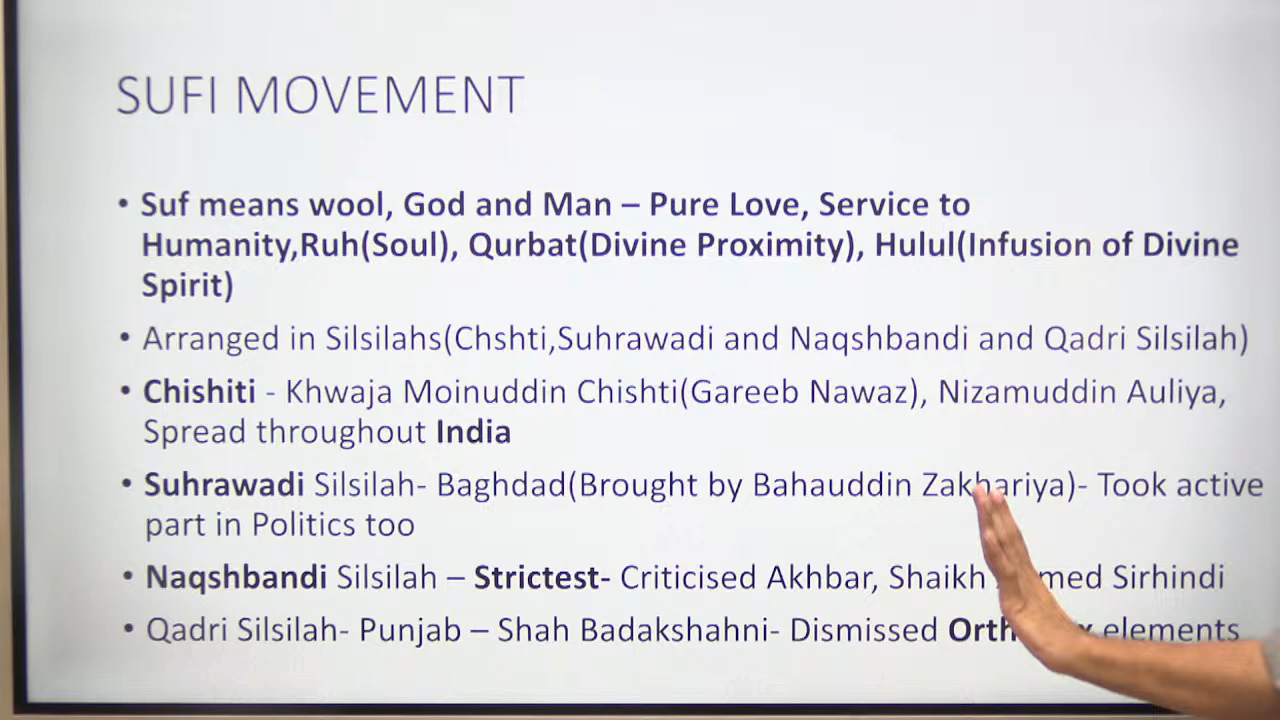 SUFI MOVEMENT
• Suf means wool, God and Man – Pure Love, Service to
Humanity,Ruh(Soul), Qurbat(Divine Proximity), Hulul(Infusion of Divine
Spirit)
• Arranged in Silsilahs(Chshti,Suhrawadi and Naqshbandi and Qadri Silsilah)
• Chishiti - Khwaja Moinuddin Chishti(Gareeb Nawaz), Nizamuddin Auliya,
Spread throughout India
• Suhrawadi Silsilah- Baghdad(Brought by Bahauddin Zakhariya)- Took active
part in Politics too
• Naqshbandi Silsilah – Strictest- Criticised Akhbar, Shaikh Sirhindi
• Qadri Silsilah- Punjab – Shah Badakshahni- Dismissed elements